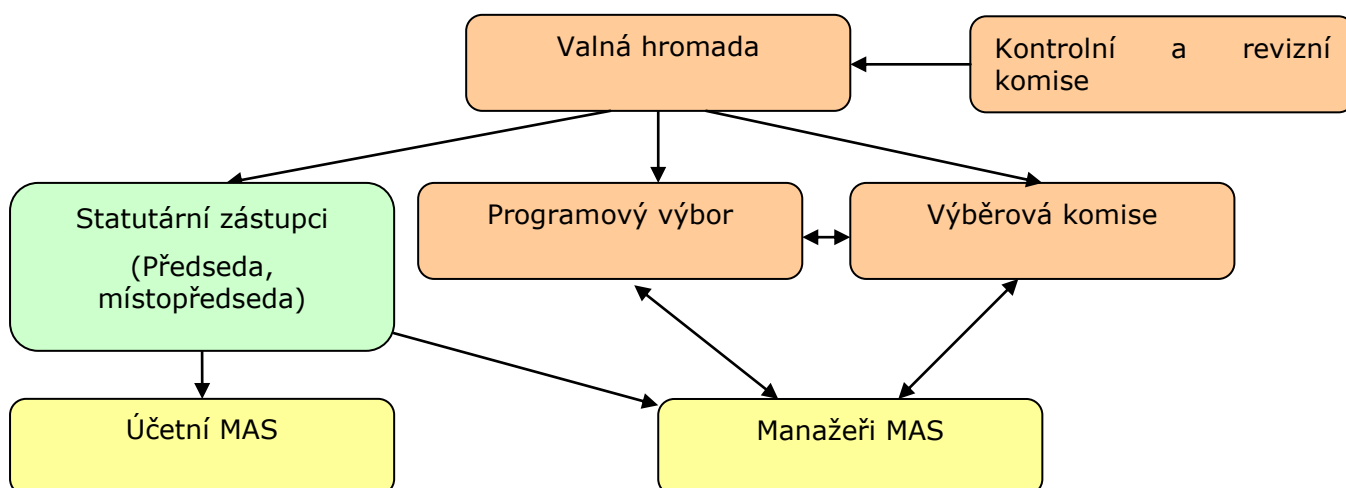 Valná hromada
Kontrolní a revizní
komise
Statutární zástupci
(Předseda,
místopředseda)
Programový výbor
Výběrová komise
Účetní MAS
Manažeři MAS